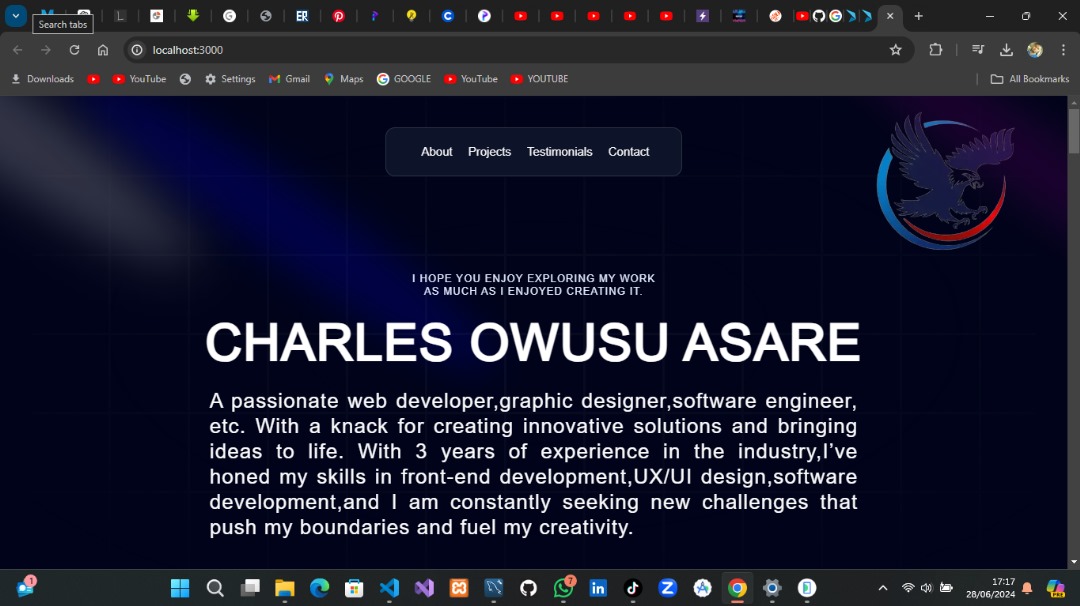 Search tabs
localhost:3000
Downloads YouTube Settings Gmail Maps GOOGLE YouTube YOUTUBE All Bookmarks
About Projects Testimonials Contact
I HOPE YOU ENJOY EXPLORING MY WORK
AS MUCH AS I ENJOYED CREATING IT.
CHARLES OWUSU ASARE
A passionate web developer,graphic designer,software engineer,
etc. With a knack for creating innovative solutions and bringing
ideas to life. With 3 years of experience in the industry,I've
honed my skills in front-end development,UX/UI design,software
development,and I am constantly seeking new challenges that
push my boundaries and fuel my creativity.
1
7
17:17
28/06/2024